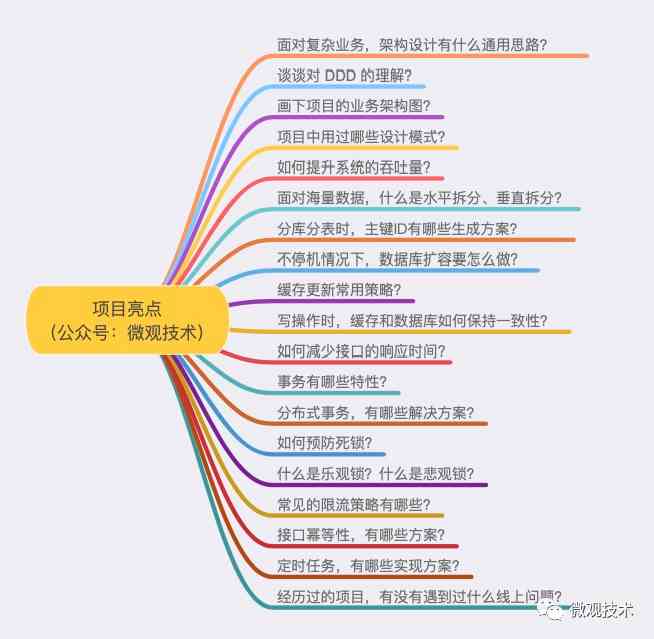 面对复杂业务，架构设计有什么通用思路？
谈谈对 DDD 的理解？
画下项目的业务架构图？
项目中用过哪些设计模式？
如何提升系统的吞吐量？
面对海量数据，什么是水平拆分、垂直拆分？
分库分表时，主键ID有哪些生成方案？
不停机情况下，数据库扩容要怎么做？
缓存更新常用策略？
项目亮点
（公众号：微观技术）
写操作时，缓存和数据库如何保持一致性？
如何减少接口的响应时间？
事务有哪些特性？
分布式事务，有哪些解决方案？
如何预防死锁？
什么是乐观锁？什么是悲观锁？
常见的限流策略有哪些？
接口幂等性，有哪些方案？
定时任务，有哪些实现方案？
经历过的项目，有没有遇到过什么线上问题？
微观技术